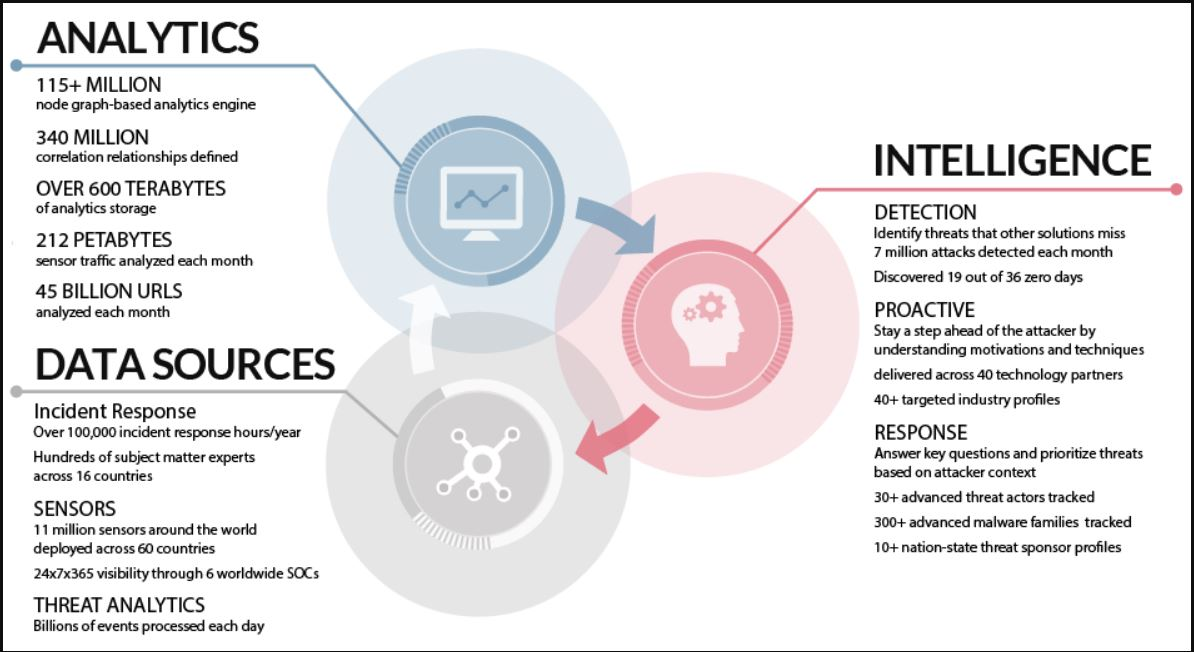 ANALYTICS
115+ MILLION
node graph-based analytics engine
340 MILLION
correlation relationships defined
OVER 600 TERABYTES
of analytics storage
212 PETABYTES
sensor traffic analyzed each month
45 BILLION URLS
analyzed each month
DATA SOURCES
Incident Response
Over 100,000 incident response hours/year
Hundreds of subject matter experts
across 16 countries
SENSORS
11 million sensors around the world
deployed across 60 countries
24x7x365 visibility through 6 worldwide SOCs
THREAT ANALYTICS
Billions of events processed each day
INTELLIGENCE
DETECTION
Identify threats that other solutions miss
7 million attacks detected each month
Discovered 19 out of 36 zero days
PROACTIVE
Stay a step ahead of the attacker by
understanding motivations and techniques
delivered across 40 technology partners
40+ targeted industry profiles
RESPONSE
Answer key questions and prioritize threats
based on attacker context
30+ advanced threat actors tracked
300+ advanced malware families tracked
10+ nation-state threat sponsor profiles